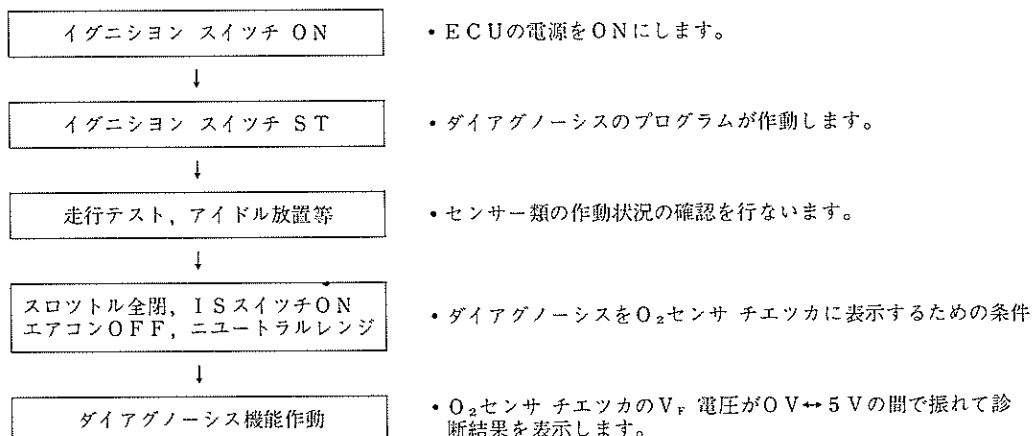 イグニシヨン スイツチ ON
• ECUの電源をONにします。
↓
イグニシヨン スイツチ ST
• ダイアグノーシスのプログラムが作動します。
↓
走行テスト，アイドル放置等
• センサー類の作動状況の確認を行ないます。
↓
スロツトル全閉，ISスイツチON
エアコンOFF，ニユートラルレンジ
• ダイアグノーシスをO₂センサ チエツカに表示するための条件
↓
ダイアグノーシス機能作動
• O₂センサ チエツカのVF 電圧が0V↔5Vの間で振れて診
断結果を表示します。